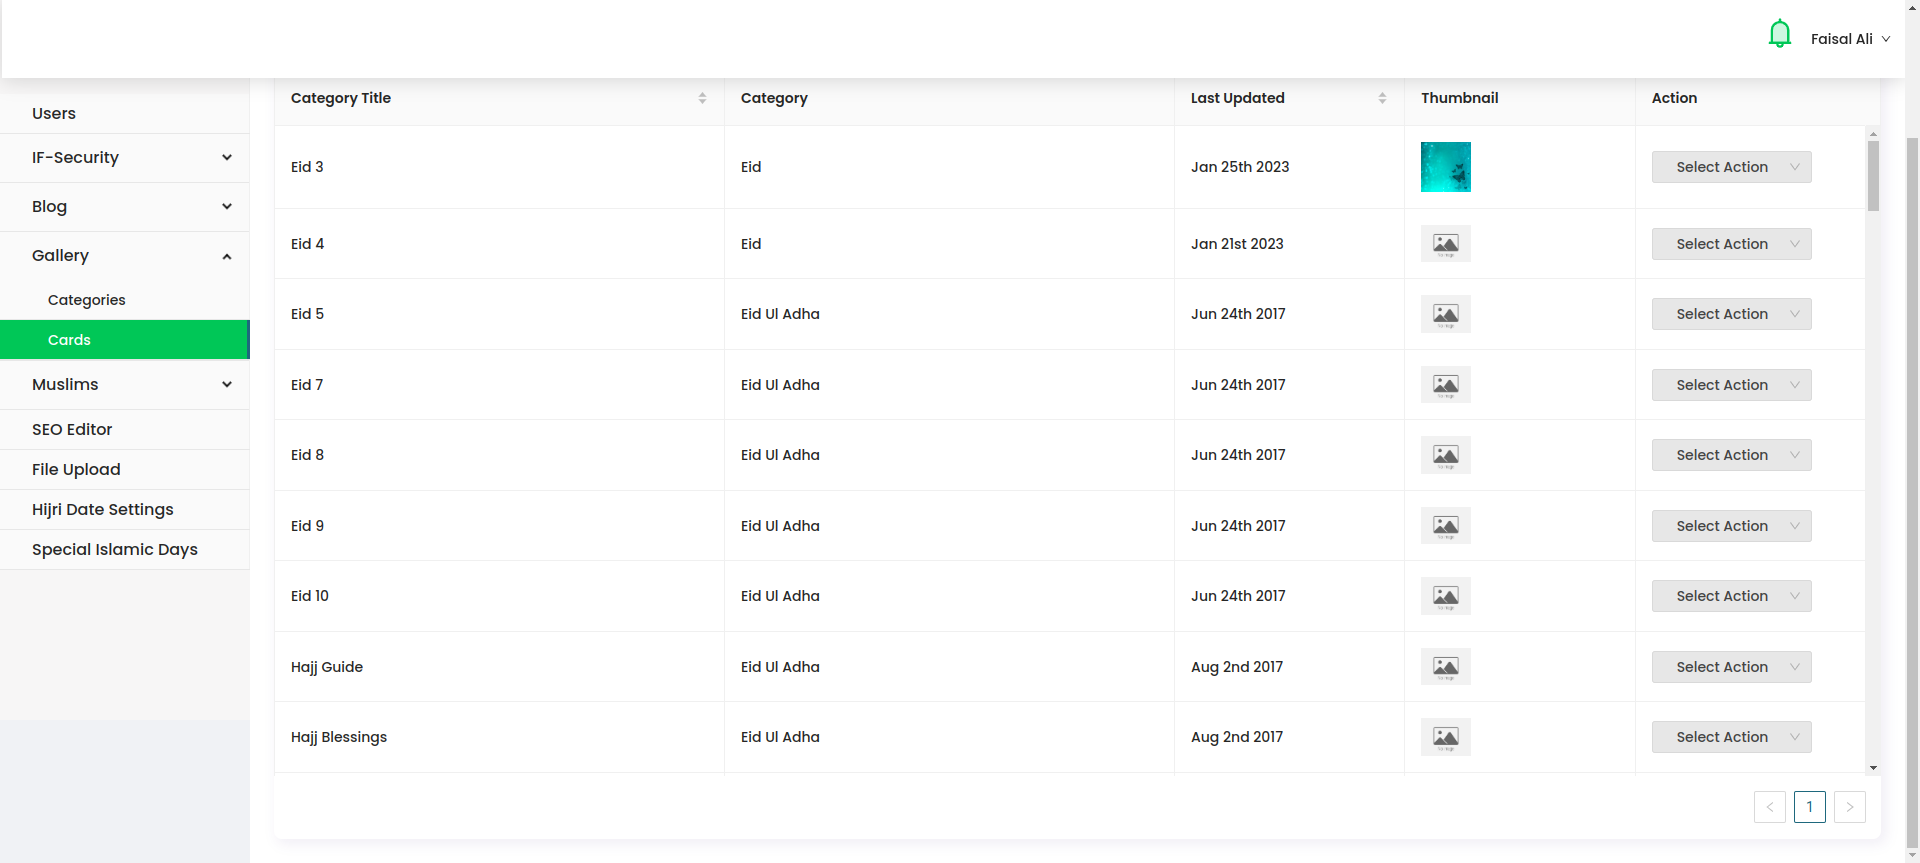 Faisal Ali
Users
IF-Security
Blog
Gallery
Categories
Cards
Muslims
SEO Editor
File Upload
Hijri Date Settings
Special Islamic Days
Category Title Category Last Updated Thumbnail Action
Eid 3 Eid Jan 25th 2023 Select Action
Eid 4 Eid Jan 21st 2023 Select Action
Eid 5 Eid Ul Adha Jun 24th 2017 Select Action
Eid 7 Eid Ul Adha Jun 24th 2017 Select Action
Eid 8 Eid Ul Adha Jun 24th 2017 Select Action
Eid 9 Eid Ul Adha Jun 24th 2017 Select Action
Eid 10 Eid Ul Adha Jun 24th 2017 Select Action
Hajj Guide Eid Ul Adha Aug 2nd 2017 Select Action
Hajj Blessings Eid Ul Adha Aug 2nd 2017 Select Action
< 1 >